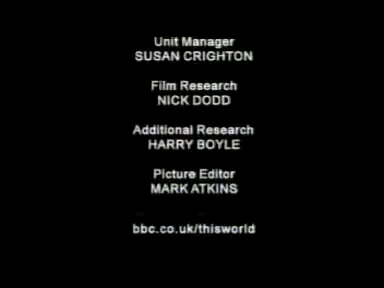 Unit Manager
SUSAN CRIGHTON
Film Research
NICK DODD
Additional Research
HARRY BOYLE
Picture Editor
MARK ATKINS
bbc.co.uk/thisworld